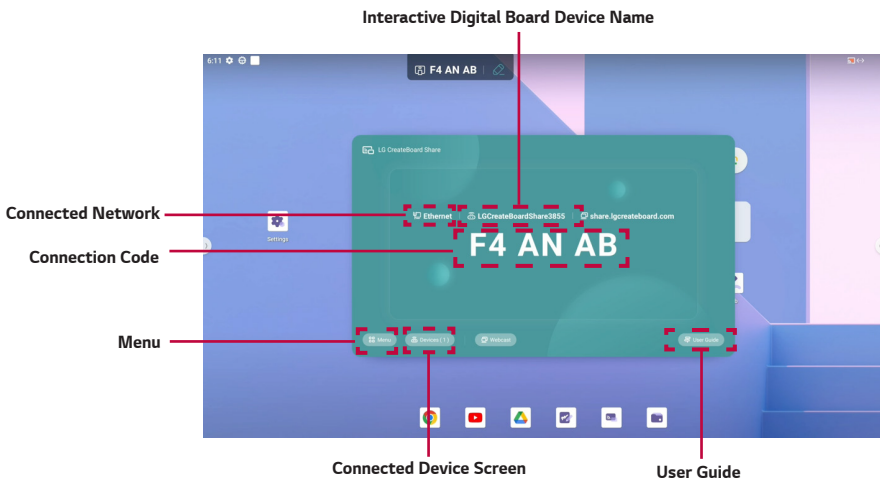 Interactive Digital Board Device Name
6:11
F4 AN AB
LG CreateBoard Share
Connected Network
Ethernet
LGCreateBoardShare3855
share.lgcreateboard.com
Settings
Connection Code
F4 AN AB
Menu
Menu
Devices ( 1 )
Webcast
User Guide
Connected Device Screen
User Guide